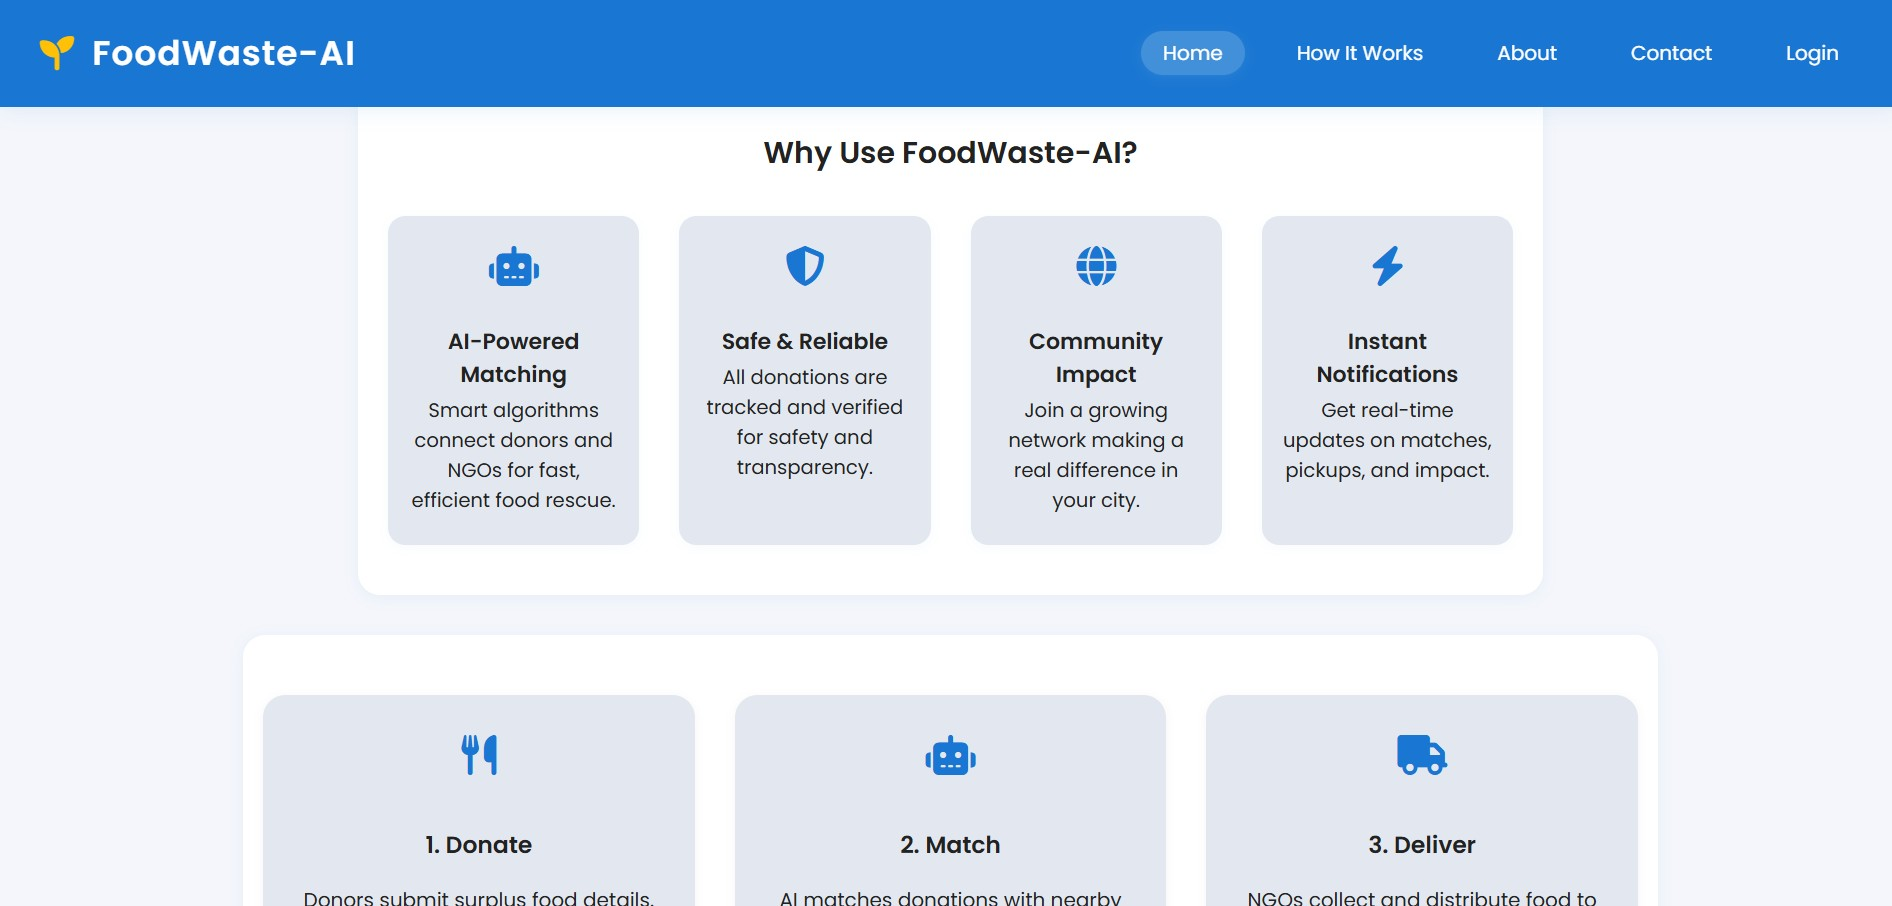 FoodWaste-AI
Home
How It Works
About
Contact
Login
Why Use FoodWaste-AI?
AI-Powered
Matching
Smart algorithms
connect donors and
NGOs for fast,
efficient food rescue.
Safe & Reliable
All donations are
tracked and verified
for safety and
transparency.
Community
Impact
Join a growing
network making a
real difference in
your city.
Instant
Notifications
Get real-time
updates on matches,
pickups, and impact.
1. Donate
Donors submit surplus food details.
2. Match
AI matches donations with nearby
3. Deliver
NGOs collect and distribute food to